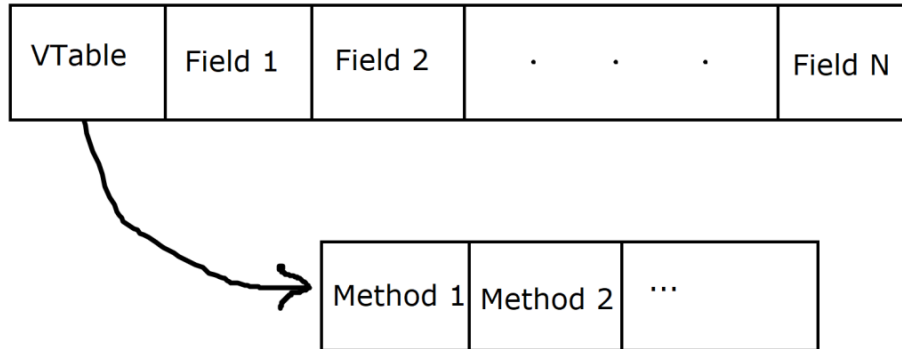 VTable Field 1 Field 2 . . . Field N
Method 1 Method 2 ...